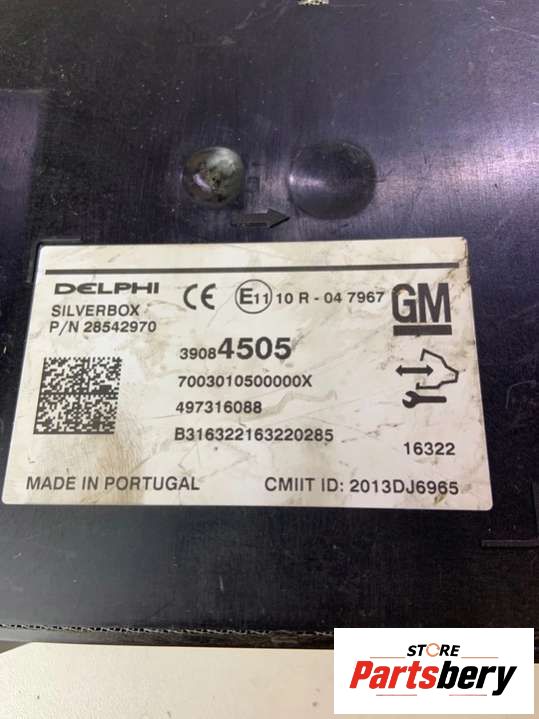 DELPHI
SILVERBOX
P/N 28542970
CE
E11 10 R - 04 7967
GM
39084505
7003010500000X
497316088
B316322163220285
16322
MADE IN PORTUGAL
CMIIT ID: 2013DJ6965
STORE
Partsbery